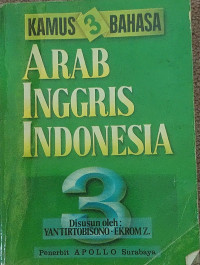 KAMUS 3 BAHASA
ARAB
INGGRIS
INDONESIA
3
Disusun oleh :
YAN TIRTOBISONO - EKROM Z.
Penerbit APOLLO Surabaya